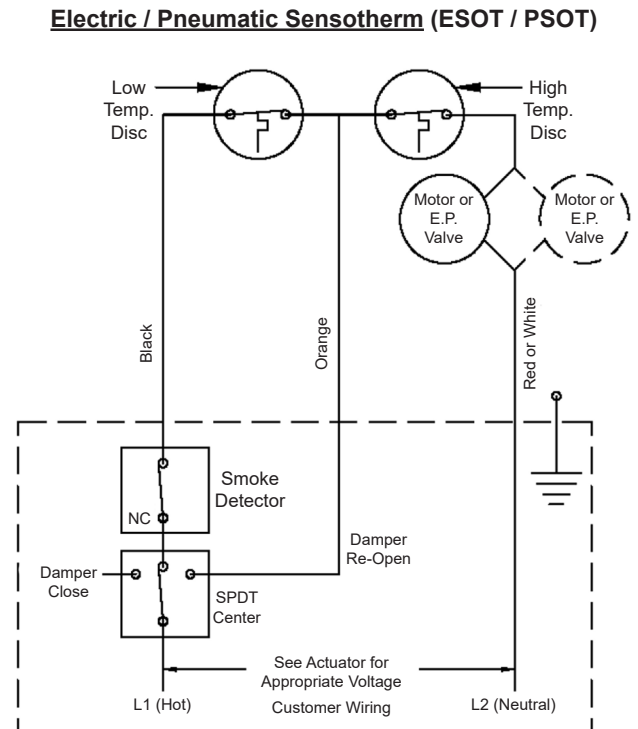 Electric / Pneumatic Sensotherm (ESOT / PSOT)
Low
Temp.
Disc
High
Temp.
Disc
Motor or
E.P.
Valve
Motor or
E.P.
Valve
Black
Orange
Red or White
Smoke
Detector
NC
Damper
Re-Open
Damper
Close
SPDT
Center
See Actuator for
Appropriate Voltage
L1 (Hot)
Customer Wiring
L2 (Neutral)